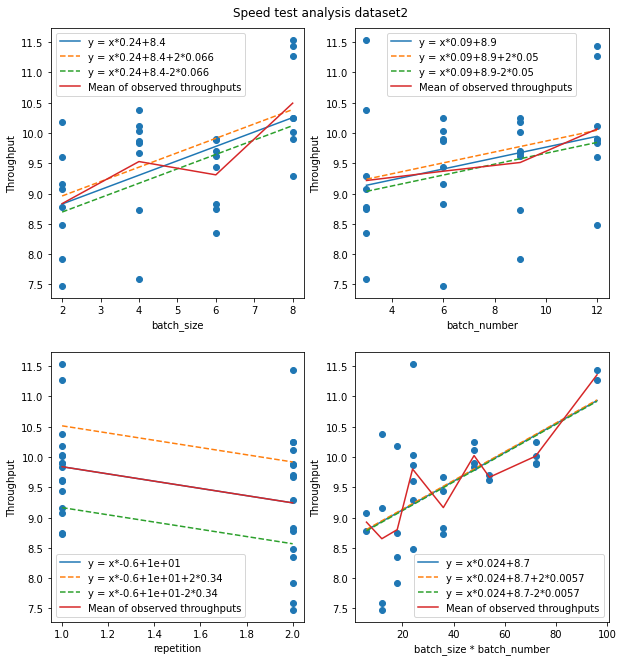 Speed test analysis dataset2
Throughput
11.5
11.0
10.5
10.0
9.5
9.0
8.5
8.0
7.5
y = x*0.24+8.4
y = x*0.24+8.4+2*0.066
y = x*0.24+8.4-2*0.066
Mean of observed throughputs
2 3 4 5 6 7 8
batch_size
Throughput
11.5
11.0
10.5
10.0
9.5
9.0
8.5
8.0
7.5
y = x*0.09+8.9
y = x*0.09+8.9+2*0.05
y = x*0.09+8.9-2*0.05
Mean of observed throughputs
4 6 8 10 12
batch_number
Throughput
11.5
11.0
10.5
10.0
9.5
9.0
8.5
8.0
7.5
y = x*-0.6+1e+01
y = x*-0.6+1e+01+2*0.34
y = x*-0.6+1e+01-2*0.34
Mean of observed throughputs
1.0 1.2 1.4 1.6 1.8 2.0
repetition
Throughput
11.5
11.0
10.5
10.0
9.5
9.0
8.5
8.0
7.5
y = x*0.024+8.7
y = x*0.024+8.7+2*0.0057
y = x*0.024+8.7-2*0.0057
Mean of observed throughputs
20 40 60 80 100
batch_size * batch_number